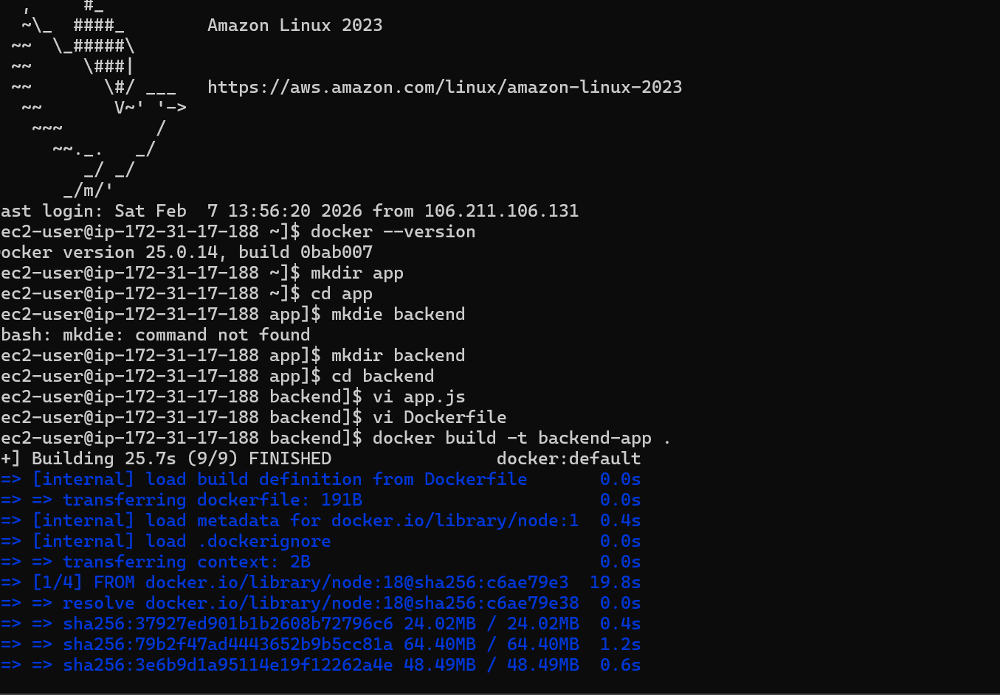 ,     #_
  ~\_  ####_        Amazon Linux 2023
 ~~  \_#####\
 ~~     \###|
 ~~       \#/ ___   https://aws.amazon.com/linux/amazon-linux-2023
  ~~       V~' '->
   ~~~         /
     ~~._.   _/
        _/ _/
      _/m/'
ast login: Sat Feb  7 13:56:20 2026 from 106.211.106.131
ec2-user@ip-172-31-17-188 ~]$ docker --version
ocker version 25.0.14, build 0bab007
ec2-user@ip-172-31-17-188 ~]$ mkdir app
ec2-user@ip-172-31-17-188 ~]$ cd app
ec2-user@ip-172-31-17-188 app]$ mkdie backend
bash: mkdie: command not found
ec2-user@ip-172-31-17-188 app]$ mkdir backend
ec2-user@ip-172-31-17-188 app]$ cd backend
ec2-user@ip-172-31-17-188 backend]$ vi app.js
ec2-user@ip-172-31-17-188 backend]$ vi Dockerfile
ec2-user@ip-172-31-17-188 backend]$ docker build -t backend-app .
+] Building 25.7s (9/9) FINISHED                docker:default
=> [internal] load build definition from Dockerfile       0.0s
=> => transferring dockerfile: 191B                       0.0s
=> [internal] load metadata for docker.io/library/node:1  0.4s
=> [internal] load .dockerignore                          0.0s
=> => transferring context: 2B                            0.0s
=> [1/4] FROM docker.io/library/node:18@sha256:c6ae79e3  19.8s
=> => resolve docker.io/library/node:18@sha256:c6ae79e38  0.0s
=> => sha256:37927ed901b1b2608b72796c6 24.02MB / 24.02MB  0.4s
=> => sha256:79b2f47ad4443652b9b5cc81a 64.40MB / 64.40MB  1.2s
=> => sha256:3e6b9d1a95114e19f12262a4e 48.49MB / 48.49MB  0.6s